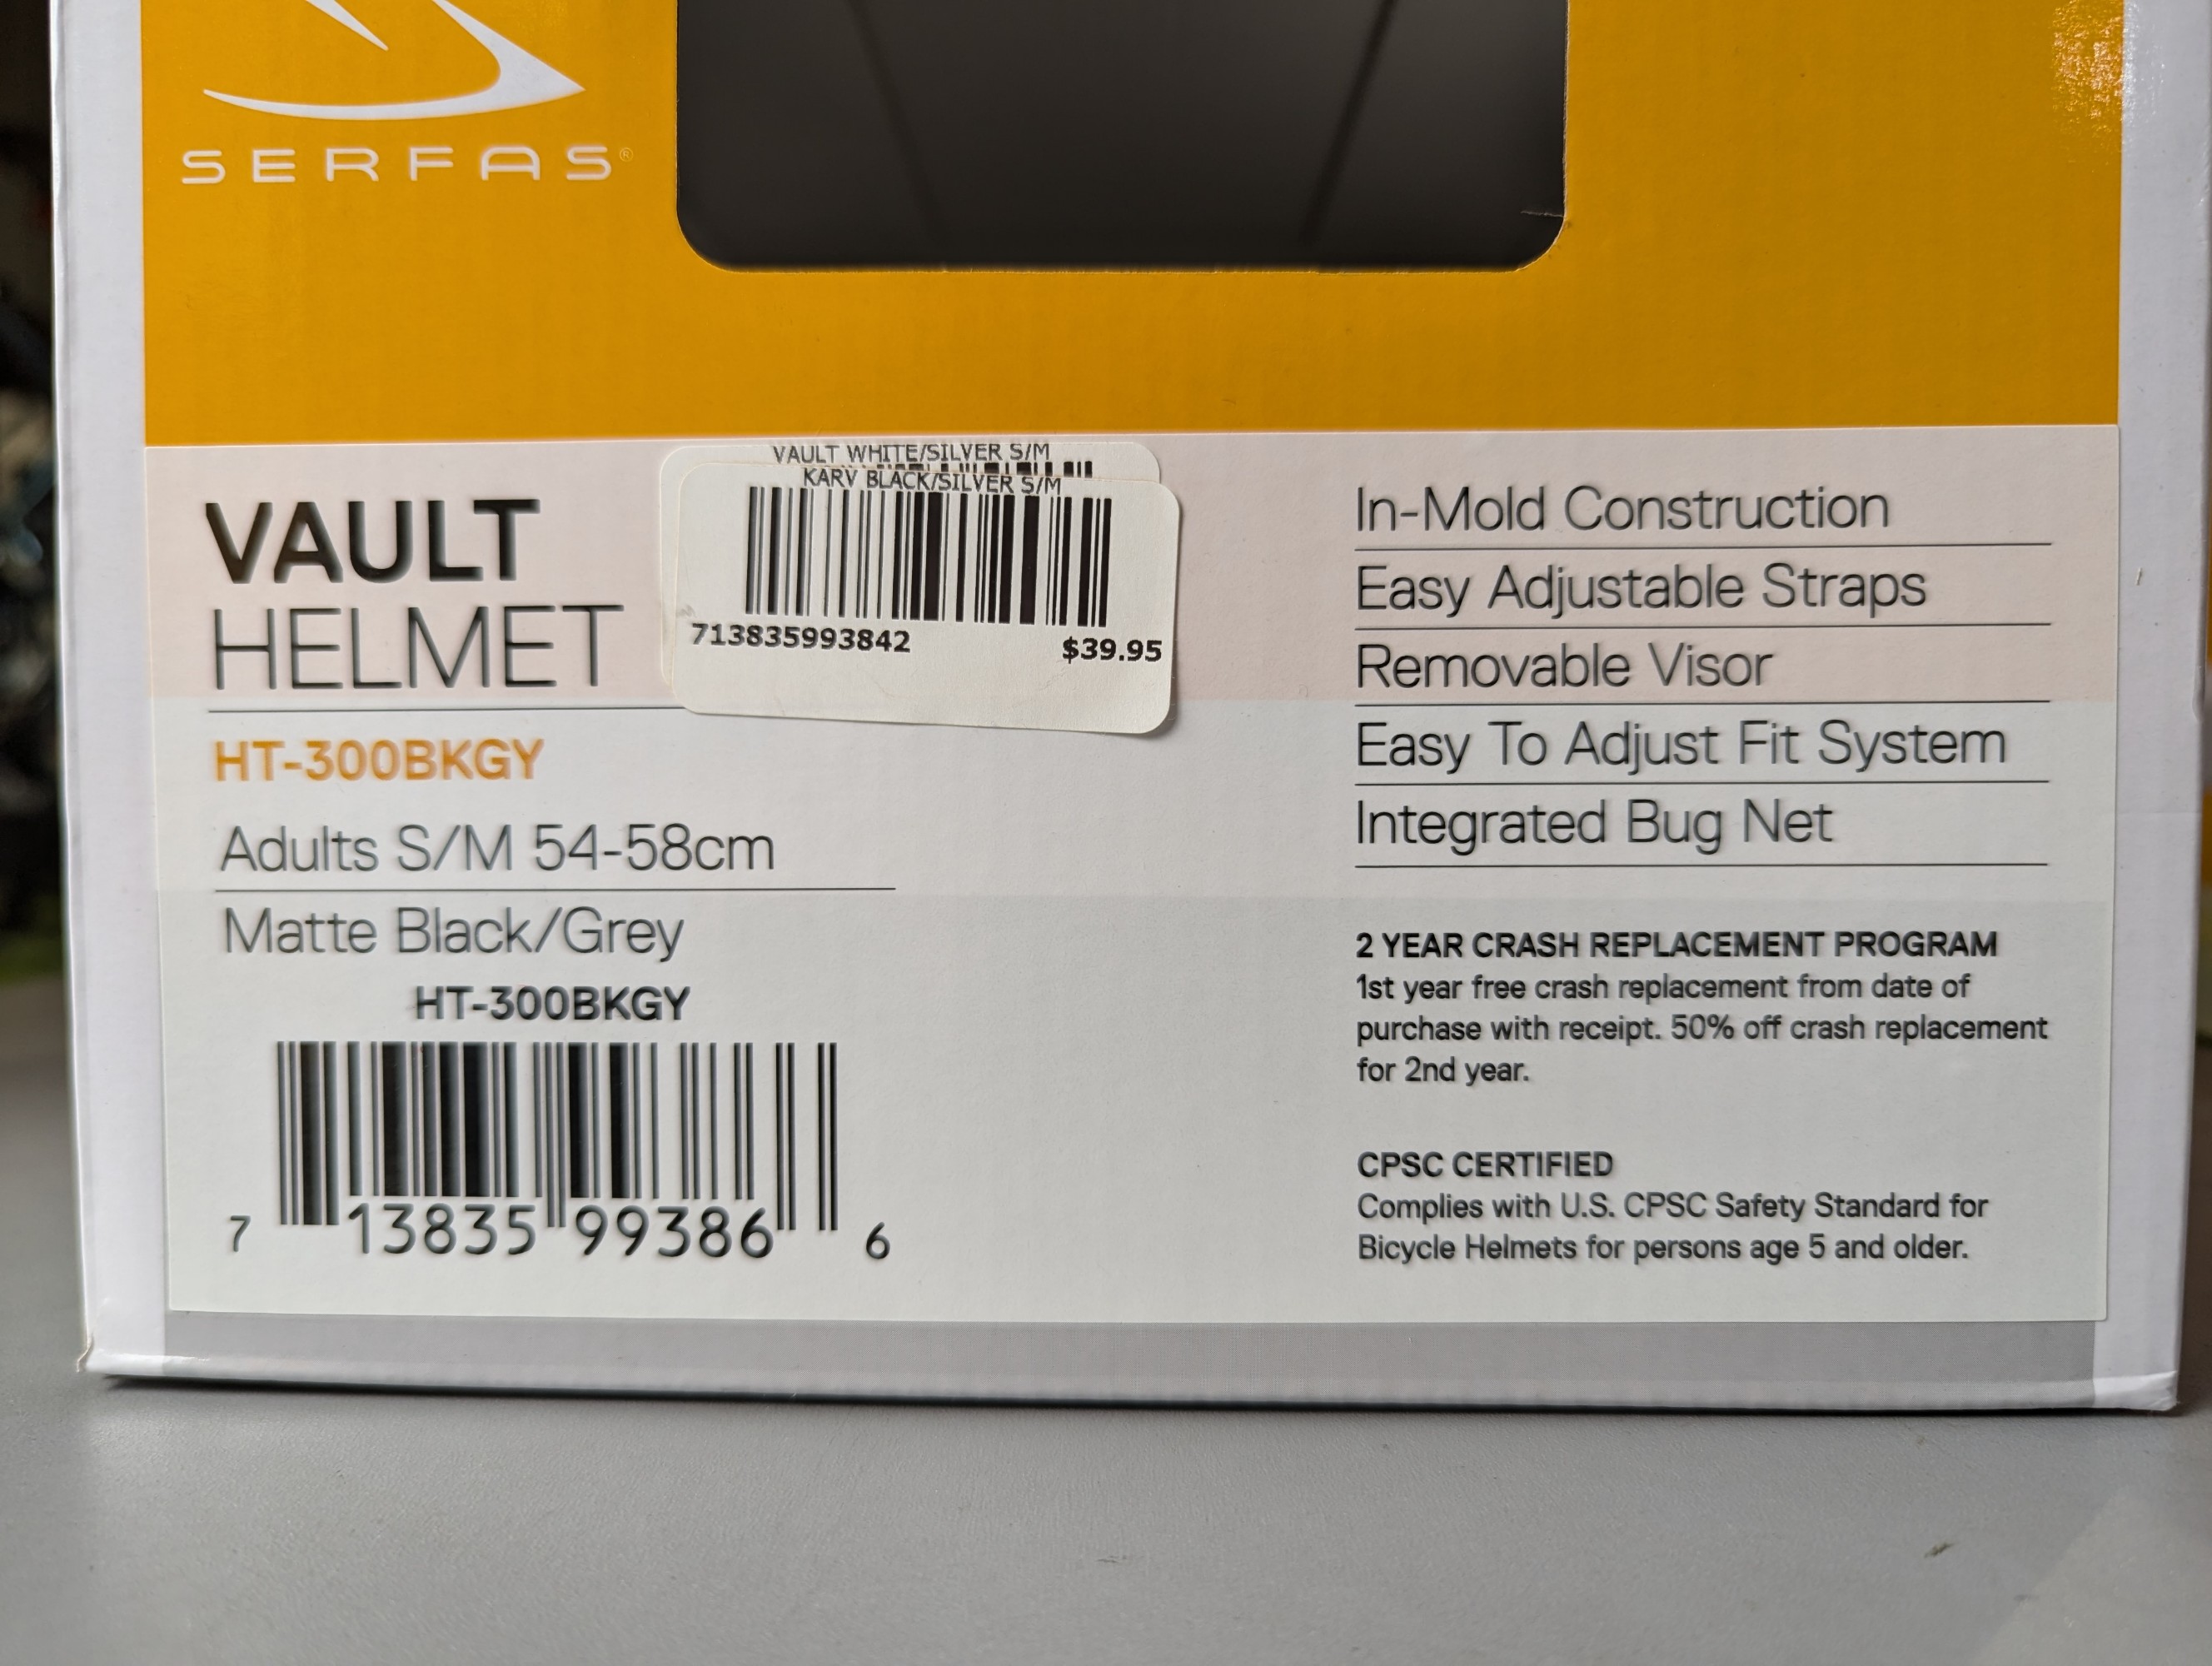 SERFAS®
VAULT WHITE/SILVER S/M
KARV BLACK/SILVER S/M
713835993842 $39.95
VAULT
HELMET
HT-300BKGY
Adults S/M 54-58cm
Matte Black/Grey
HT-300BKGY
7 13835 99386 6
In-Mold Construction
Easy Adjustable Straps
Removable Visor
Easy To Adjust Fit System
Integrated Bug Net
2 YEAR CRASH REPLACEMENT PROGRAM
1st year free crash replacement from date of
purchase with receipt. 50% off crash replacement
for 2nd year.
CPSC CERTIFIED
Complies with U.S. CPSC Safety Standard for
Bicycle Helmets for persons age 5 and older.